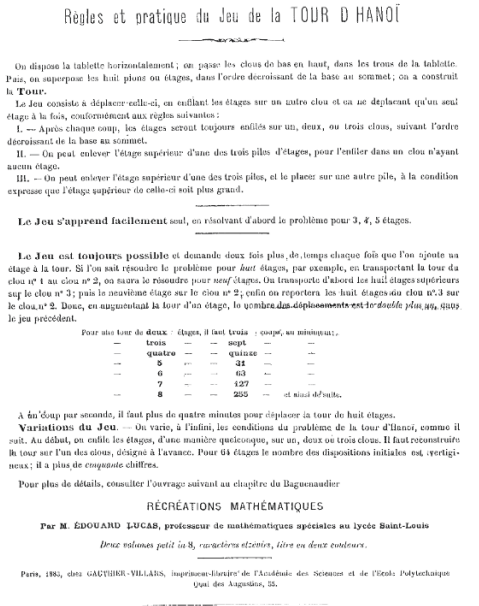 Règles et pratique du Jeu de la TOUR D HANOÏ
On dispose la tablette horizontalement ; on passe les clous de bas en haut, dans les trous de la tablette.
Puis, on superpose les huit pions ou étages, dans l'ordre décroissant de la base au sommet ; on a construit
la Tour.
Le Jeu consiste à déplacer celle-ci, en enfilant les étages sur un autre clou et en ne déplaçant qu'un seul
étage à la fois, conformément aux règles suivantes :
I. — Après chaque coup, les étages seront toujours enfilés sur un, deux, ou trois clous, suivant l'ordre
décroissant de la base au sommet.
II. — On peut enlever l'étage supérieur d'une des trois piles d'étages, pour l'enfiler dans un clou n'ayant
aucun étage.
III. — On peut enlever l'étage supérieur d'une des trois piles, et le placer sur une autre pile, à la condition
expresse que l'étage supérieur de celle-ci soit plus grand.
Le Jeu s'apprend facilement seul, en résolvant d'abord le problème pour 3, 4, 5 étages.
Le Jeu est toujours possible et demande deux fois plus de temps chaque fois que l'on ajoute un
étage à la tour. Si l'on sait résoudre le problème pour huit étages, par exemple, en transportant la tour du
clou nº 1 au clou nº 2, on saura le résoudre pour neuf étages. On transporte d'abord les huit étages supérieurs
sur le clou nº 3 ; puis le neuvième étage sur le clou nº 2 ; enfin on reportera les huit étages du clou nº 3 sur
le clou nº 2. Donc, en augmentant la tour d'un étage, le nombre des déplacements est le double plus un, dans
le jeu précédent.
Pour une tour de deux étages, il faut trois coups, au minimum.
— trois — — sept — —
— quatre — — quinze — —
— 5 — — 31 — —
— 6 — — 63 — —
— 7 — — 127 — —
— 8 — — 255 — — et ainsi de suite.
A un coup par seconde, il faut plus de quatre minutes pour déplacer la tour de huit étages.
Variations du Jeu. — On varie, à l'infini, les conditions du problème de la tour d'Hanoï, comme il
suit. Au début, on enfile les étages, d'une manière quelconque, sur un, deux ou trois clous. Il faut reconstruire
la tour sur l'un des clous, désigné à l'avance. Pour 64 étages le nombre des dispositions initiales est vertigi-
neux ; il a plus de cinquante chiffres.
Pour plus de détails, consulter l'ouvrage suivant au chapitre du Baguenaudier
RÉCRÉATIONS MATHÉMATIQUES
Par M. ÉDOUARD LUCAS, professeur de mathématiques spéciales au lycée Saint-Louis
Deux volumes petit in-8, caractères elzévirs, titre en deux couleurs.
Paris, 1883, chez GAUTHIER-VILLARS, imprimeur-libraire de l'Académie des Sciences et de l'École Polytechnique
Quai des Augustins, 55.